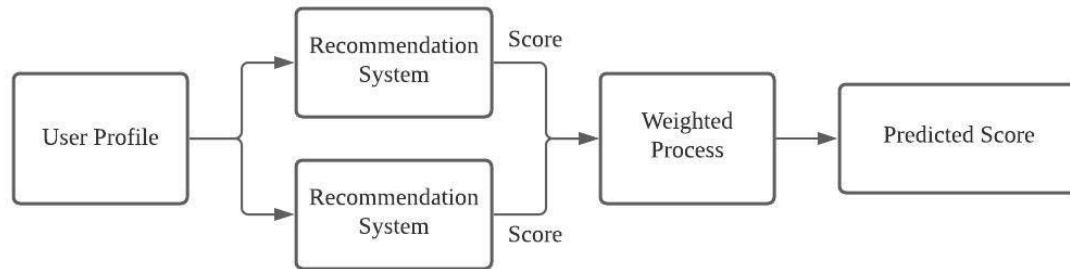 User Profile
Recommendation
System
Score
Recommendation
System
Score
Weighted
Process
Predicted Score